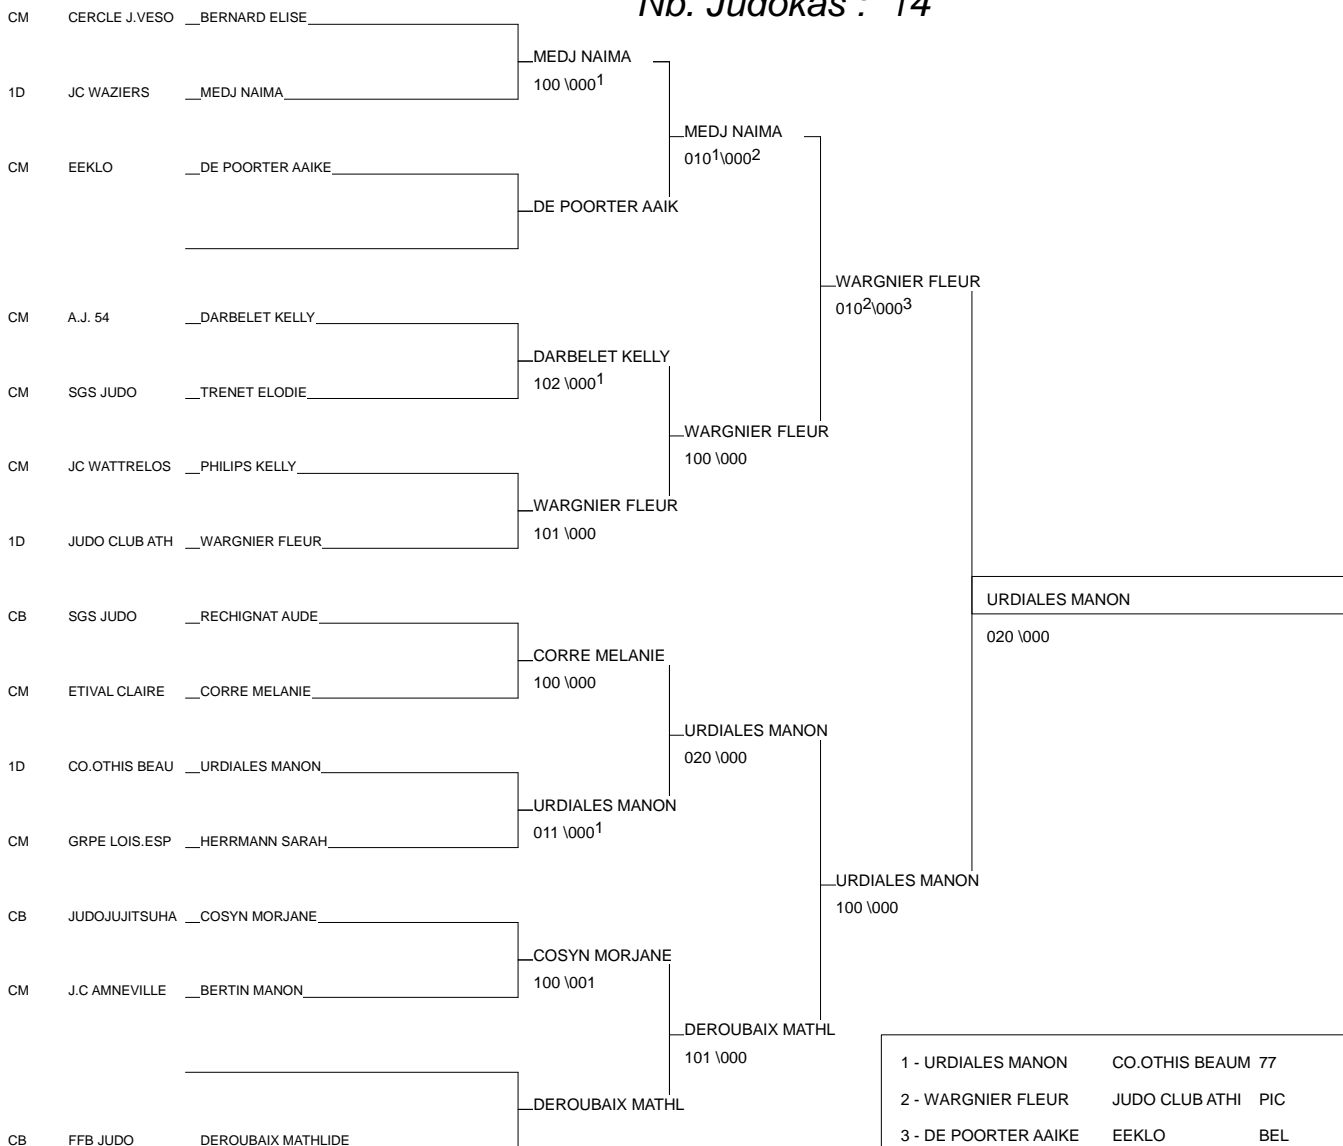 Nb. Judokas : 14
CM CERCLE J.VESO BERNARD ELISE
MEDJ NAIMA
100 \000¹
1D JC WAZIERS MEDJ NAIMA
MEDJ NAIMA
010¹\000²
CM EEKLO DE POORTER AAIKE
DE POORTER AAIK
WARGNIER FLEUR
010²\000³
CM A.J. 54 DARBELET KELLY
DARBELET KELLY
102 \000¹
CM SGS JUDO TRENET ELODIE
WARGNIER FLEUR
100 \000
CM JC WATTRELOS PHILIPS KELLY
WARGNIER FLEUR
101 \000
1D JUDO CLUB ATH WARGNIER FLEUR
URDIALES MANON
020 \000
CB SGS JUDO RECHIGNAT AUDE
CORRE MELANIE
100 \000
CM ETIVAL CLAIRE CORRE MELANIE
URDIALES MANON
020 \000
1D CO.OTHIS BEAU URDIALES MANON
URDIALES MANON
011 \000¹
CM GRPE LOIS.ESP HERRMANN SARAH
URDIALES MANON
100 \000
CB JUDOJUJITSUHA COSYN MORJANE
COSYN MORJANE
100 \001
CM J.C AMNEVILLE BERTIN MANON
DEROUBAIX MATHL
101 \000
DEROUBAIX MATHL
CB FFB JUDO DEROUBAIX MATHLIDE
1 - URDIALES MANON CO.OTHIS BEAUM 77
2 - WARGNIER FLEUR JUDO CLUB ATHI PIC
3 - DE POORTER AAIKE EEKLO BEL